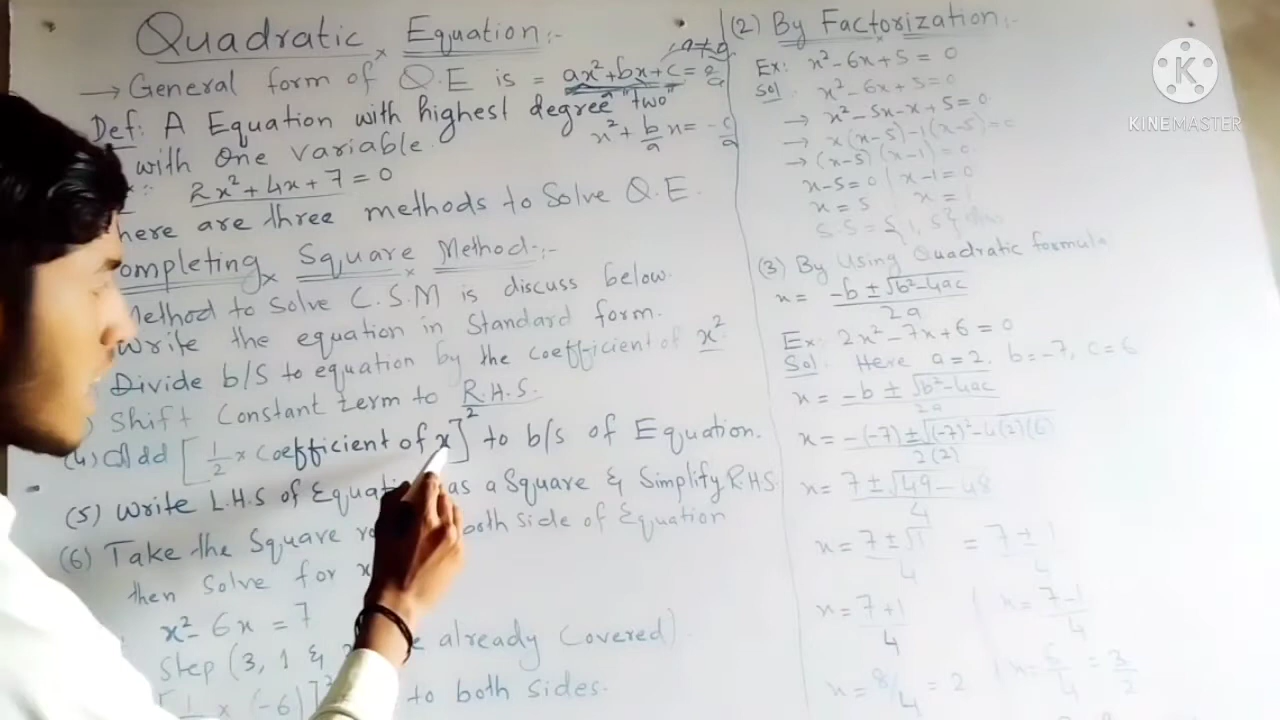 Quadratic Equation:-
→ General form of Q.E is = ax²+bx+c=
Def: A Equation with highest degree "two"
with One variable.
x² + b/a x = -c/a
2x² + 4x + 7 = 0
here are three methods to Solve Q.E.
ompleting Square Method:-
Method to Solve C.S.M is discuss below.
Write the equation in Standard form.
Divide b/s to equation by the coefficient of x²
) Shift Constant term to R.H.S.
(4) Add [1/2 × coefficient of x]² to b/s of Equation.
(5) Write L.H.S of Equati as a Square & Simplify R.H.S
(6) Take the Square ro both Side of Equation
then Solve for x
x² - 6x = 7
Step (3, 1 & already Covered).
[1/2 × (-6)]² to both sides.
(2) By Factorization:-
Ex: x² - 6x + 5 = 0
Sol: x² - 6x + 5 = 0
→ x² - 5x - x + 5 = 0
→ x(x-5) - 1(x-5) = 0
→ (x-5) (x-1) = 0
x-5 = 0 | x-1 = 0
x = 5 x = 1
S.S = { 1, 5 }
(3) By Using Quadratic formula
x = -b ± √b²-4ac / 2a
Ex: 2x² - 7x + 6 = 0
Sol: Here a = 2, b = -7, c = 6
x = -b ± √b²-4ac / 2a
x = -(-7) ± √(-7)² - 4(2)(6) / 2(2)
x = 7 ± √49 - 48 / 4
x = 7 ± √1 / 4 = 7 ± 1 / 4
x = 7+1 / 4 | x = 7-1 / 4
x = 8/4 = 2 | x = 6/4 = 3/2
KINEMASTER